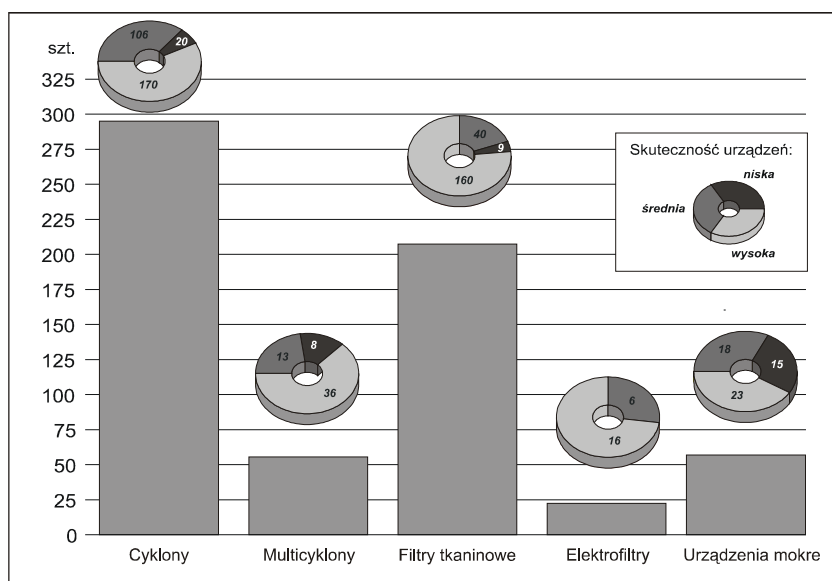 szt.
325
300
275
250
225
200
175
150
125
100
75
50
25
0
106
20
170
13
8
36
40
9
160
6
16
18
15
23
Skuteczność urządzeń:
niska
średnia
wysoka
Cyklony
Multicyklony
Filtry tkaninowe
Elektrofiltry
Urządzenia mokre